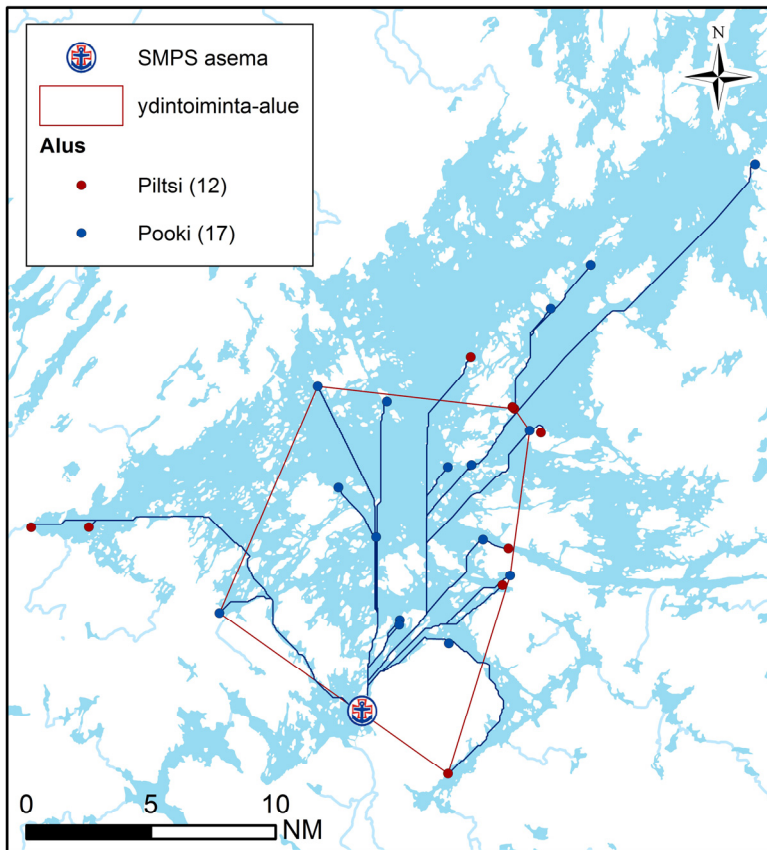 SMPS asema
ydintoiminta-alue
Alus
Piltsi (12)
Pooki (17)
N
0 5 10
NM